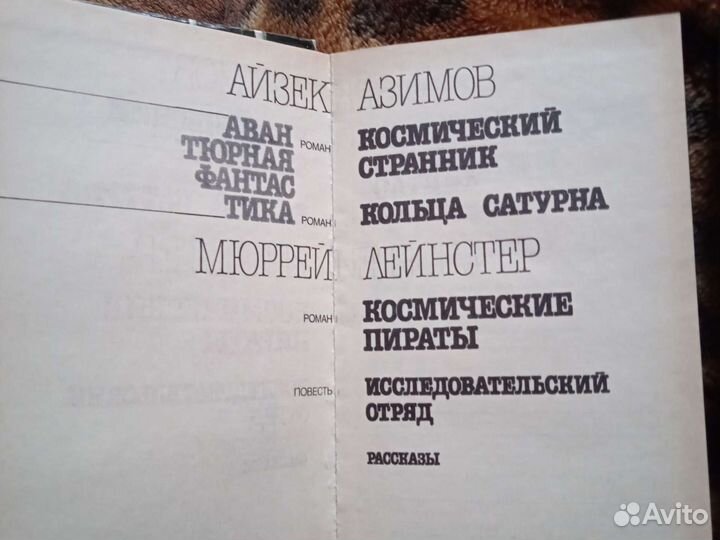 АЙЗЕК АЗИМОВ
АВАН
ТЮРНАЯ
ФАНТАС
ТИКА
РОМАН КОСМИЧЕСКИЙ
СТРАННИК
РОМАН КОЛЬЦА САТУРНА
МЮРРЕЙ ЛЕЙНСТЕР
РОМАН КОСМИЧЕСКИЕ
ПИРАТЫ
ПОВЕСТЬ ИССЛЕДОВАТЕЛЬСКИЙ
ОТРЯД
РАССКАЗЫ
Avito